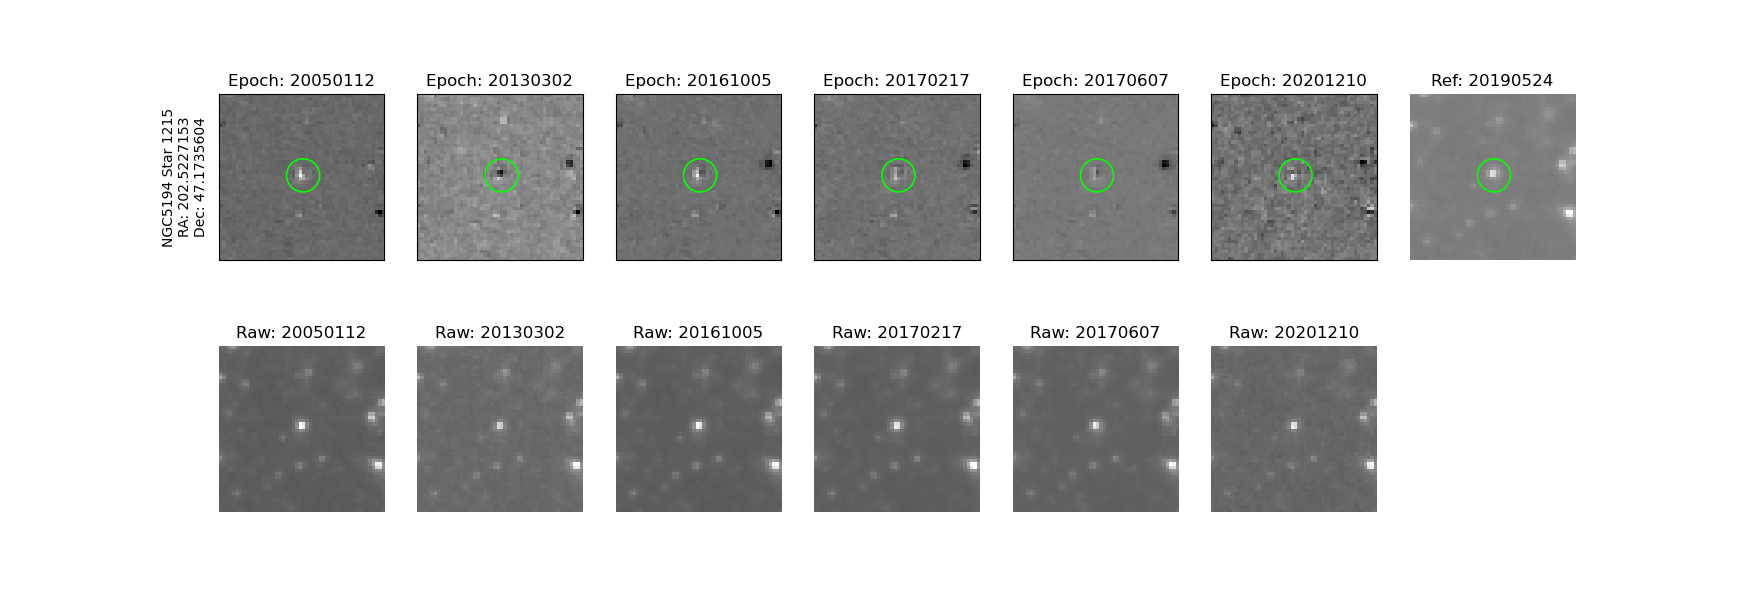 Epoch: 20050112
Epoch: 20130302
Epoch: 20161005
Epoch: 20170217
Epoch: 20170607
Epoch: 20201210
Ref: 20190524
NGC5194 Star 1215
RA: 202.5227153
Dec: 47.1735604
Raw: 20050112
Raw: 20130302
Raw: 20161005
Raw: 20170217
Raw: 20170607
Raw: 20201210